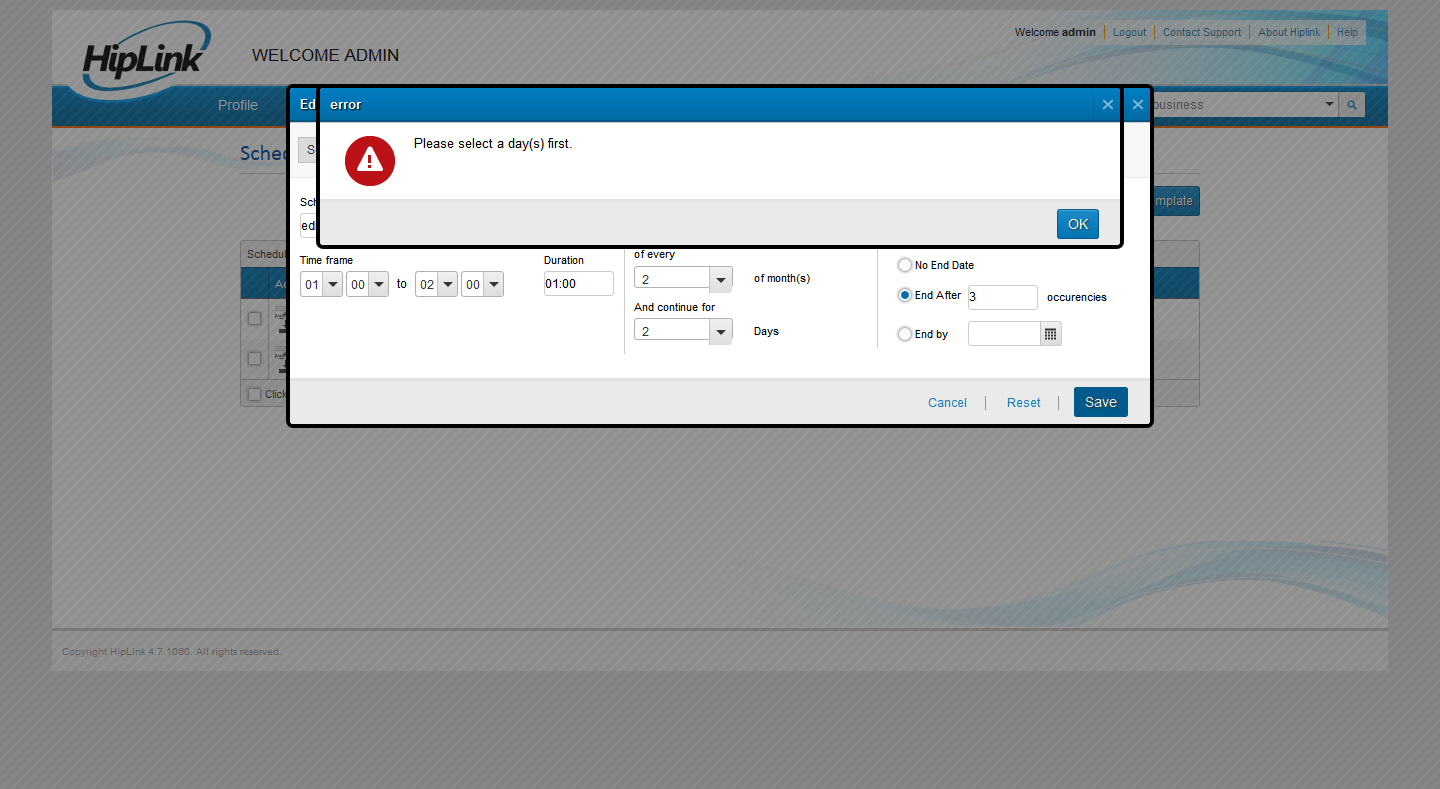 HipLink
WELCOME ADMIN
Welcome admin
Logout
Contact Support
About Hiplink
Help
Profile
business
Ed
error
Please select a day(s) first.
OK
Sched
S
Sch
ed
mplate
Schedul
Ac
Click
Time frame
01
00
to
02
00
Duration
01:00
of every
2
of month(s)
And continue for
2
Days
No End Date
End After
3
occurencies
End by
Cancel
Reset
Save
Copyright HipLink 4.7.1060. All rights reserved.